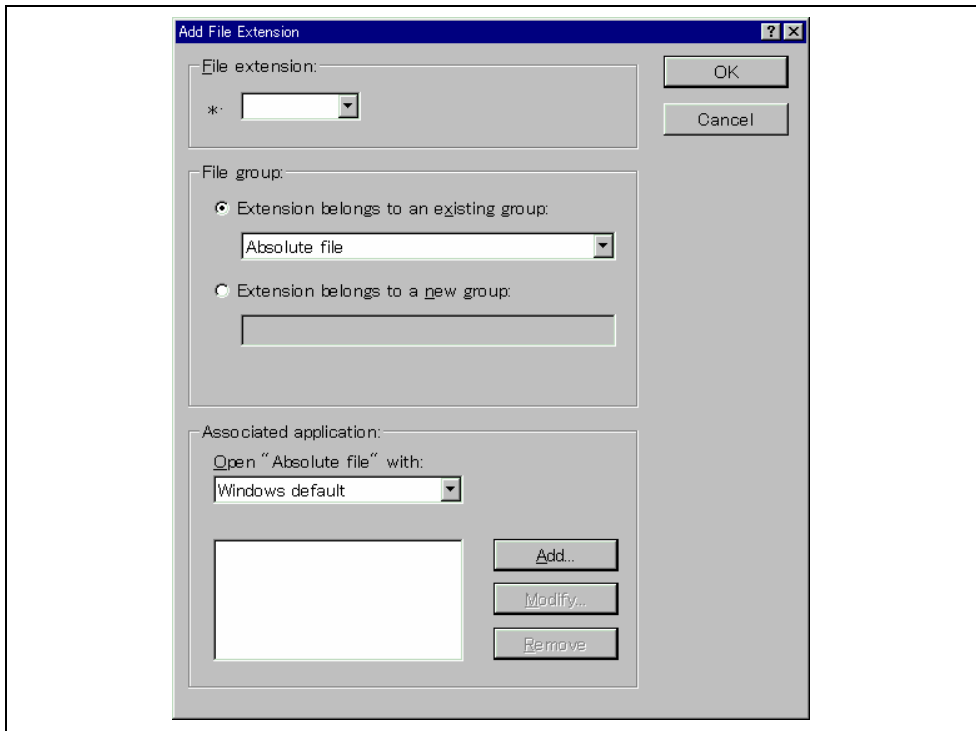 Add File Extension
File extension:
OK
*.
Cancel
File group:
Extension belongs to an existing group:
Absolute file
Extension belongs to a new group:
Associated application:
Open "Absolute file" with:
Windows default
Add...
Modify...
Remove